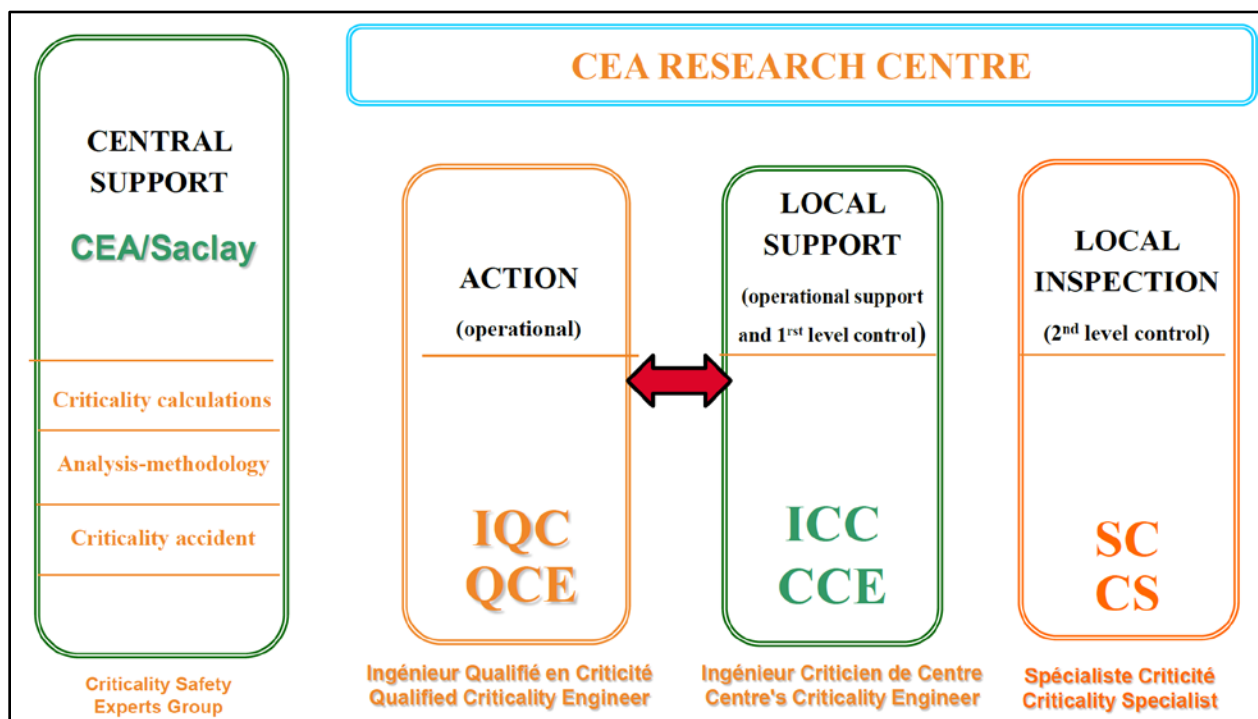 CENTRAL
SUPPORT
CEA/Saclay
Criticality calculations
Analysis-methodology
Criticality accident
Criticality Safety
Experts Group
CEA RESEARCH CENTRE
ACTION
(operational)
IQC
QCE
Ingénieur Qualifié en Criticité
Qualified Criticality Engineer
LOCAL
SUPPORT
(operational support
and 1rst level control)
ICC
CCE
Ingénieur Criticien de Centre
Centre's Criticality Engineer
LOCAL
INSPECTION
(2nd level control)
SC
CS
Spécialiste Criticité
Criticality Specialist